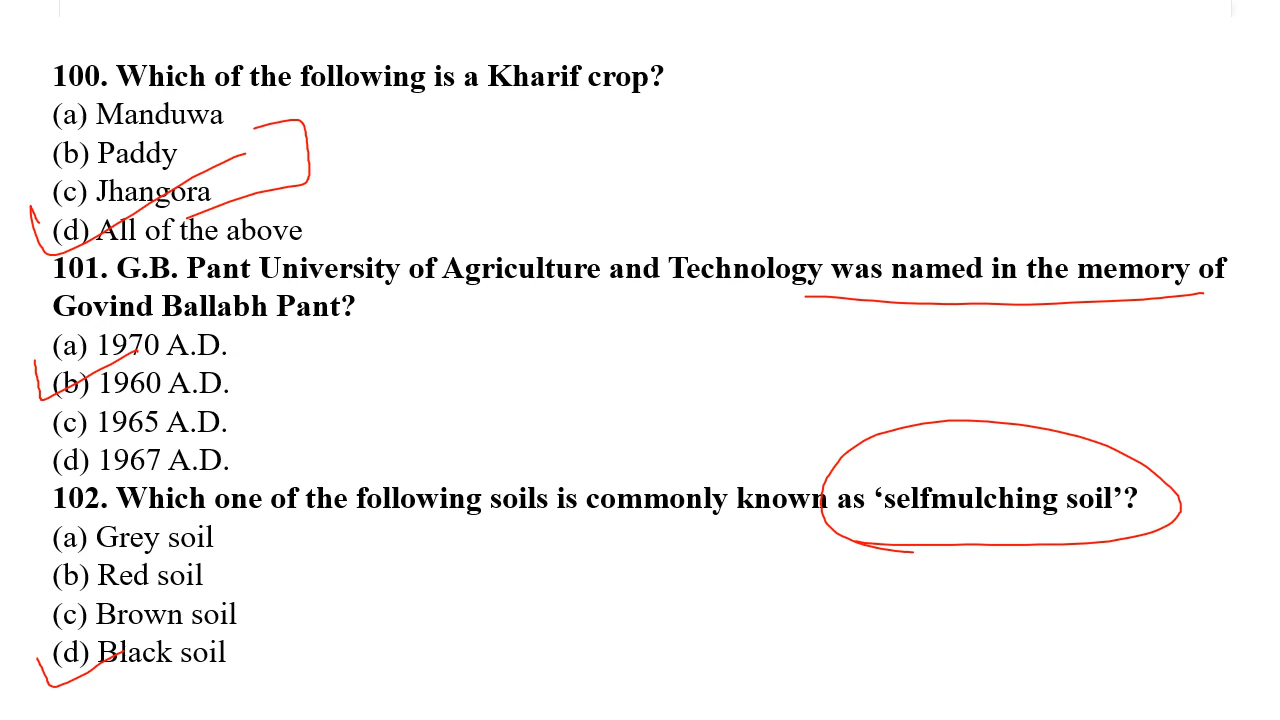 100. Which of the following is a Kharif crop?
(a) Manduwa
(b) Paddy
(c) Jhangora
(d) All of the above
101. G.B. Pant University of Agriculture and Technology was named in the memory of
Govind Ballabh Pant?
(a) 1970 A.D.
(b) 1960 A.D.
(c) 1965 A.D.
(d) 1967 A.D.
102. Which one of the following soils is commonly known as ‘selfmulching soil’?
(a) Grey soil
(b) Red soil
(c) Brown soil
(d) Black soil